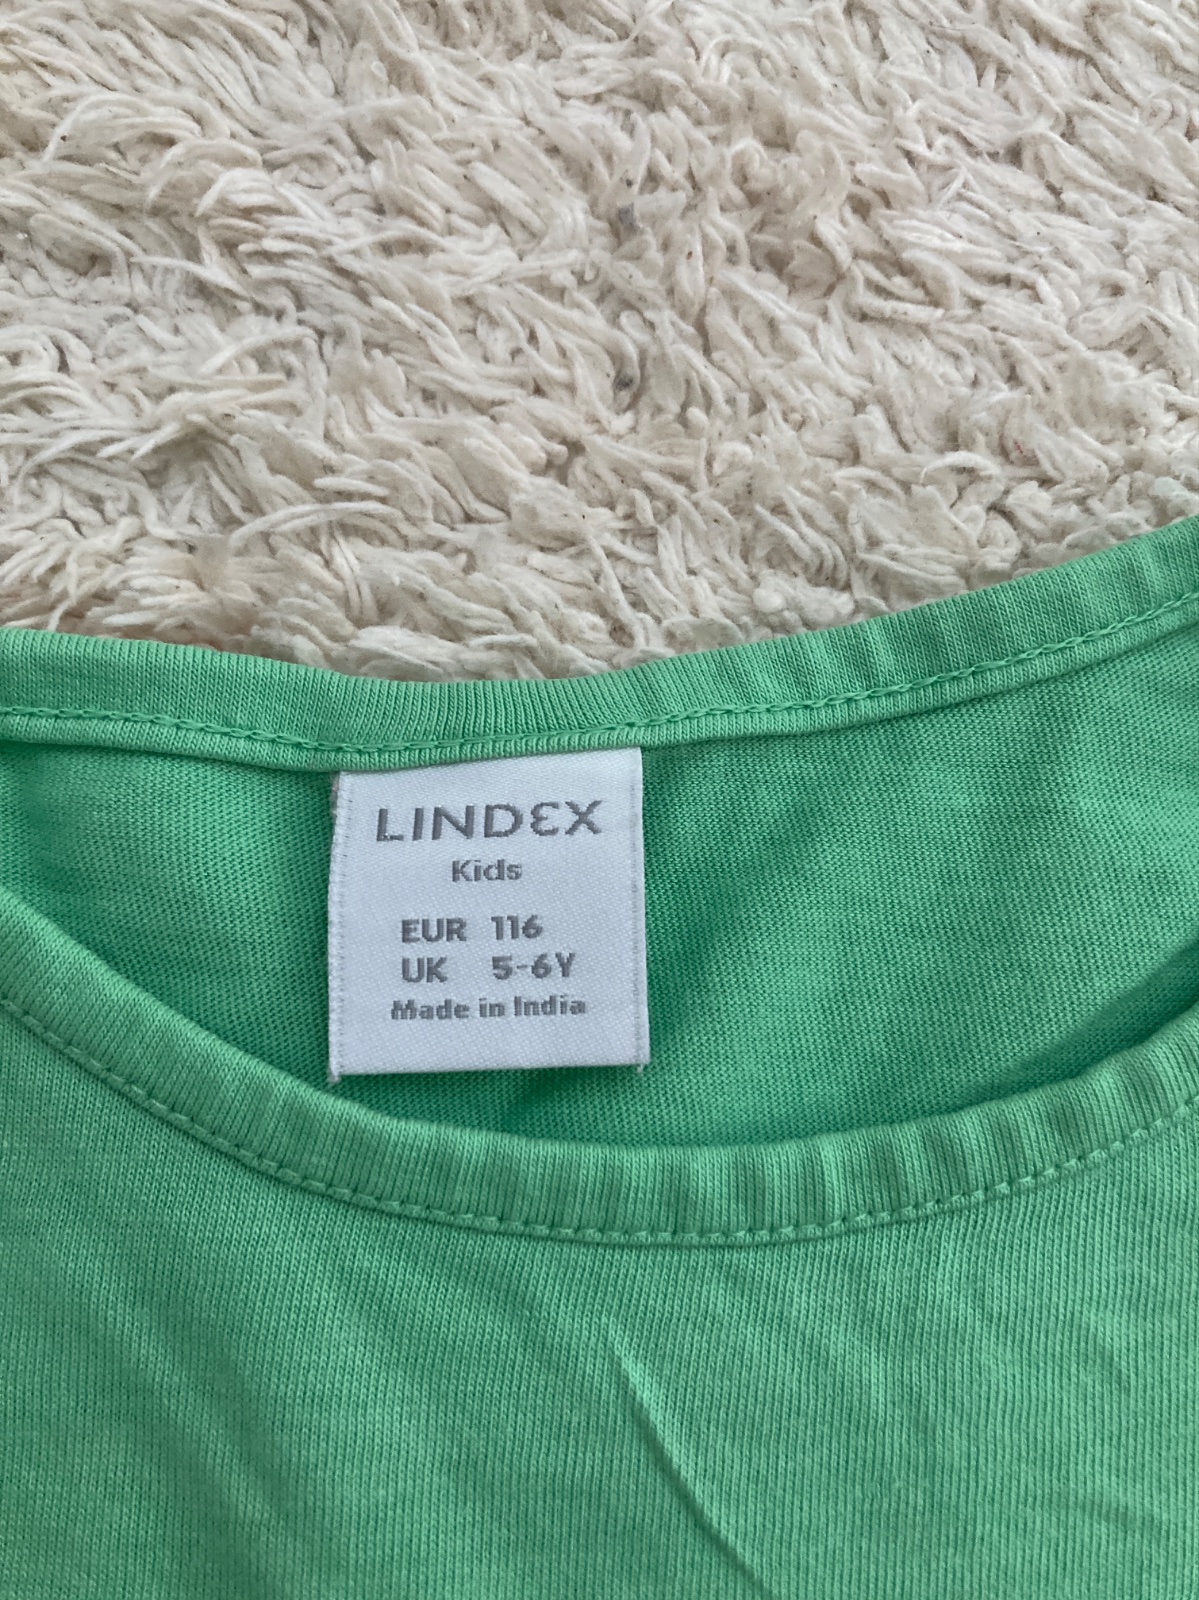 LINDEX
Kids
EUR 116
UK 5-6Y
Made in India